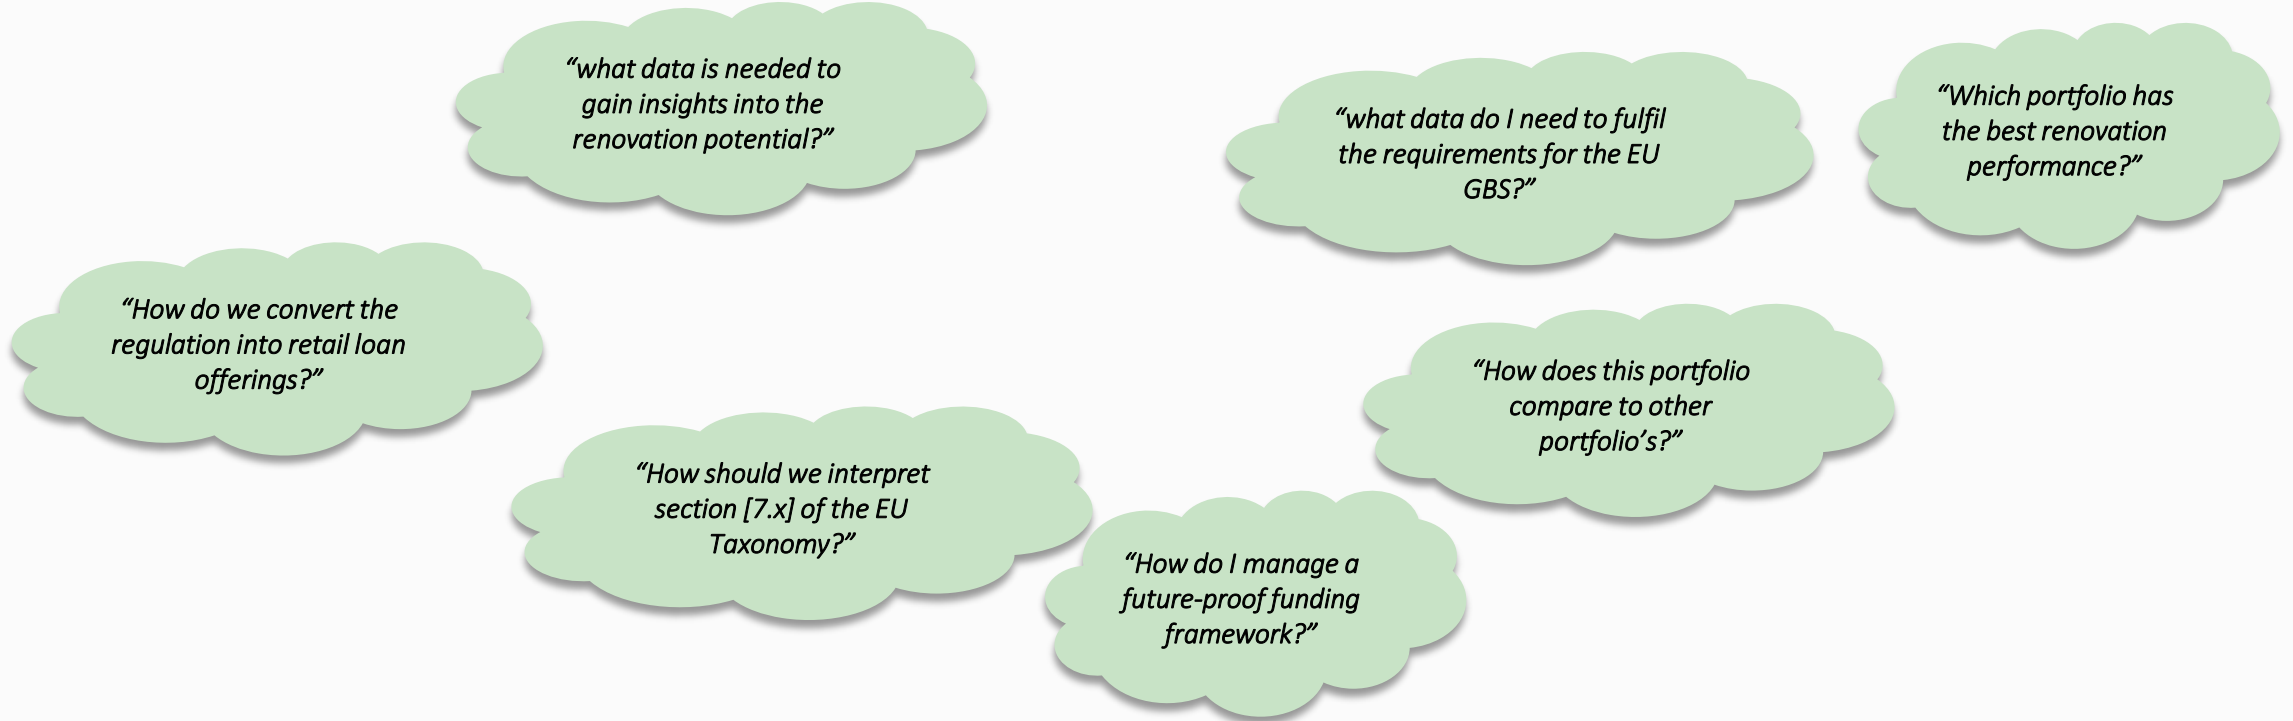 “what data is needed to
gain insights into the
renovation potential?”
“what data do I need to fulfil
the requirements for the EU
GBS?”
“Which portfolio has
the best renovation
performance?”
“How do we convert the
regulation into retail loan
offerings?”
“How does this portfolio
compare to other
portfolio’s?”
“How should we interpret
section [7.x] of the EU
Taxonomy?”
“How do I manage a
future-proof funding
framework?”